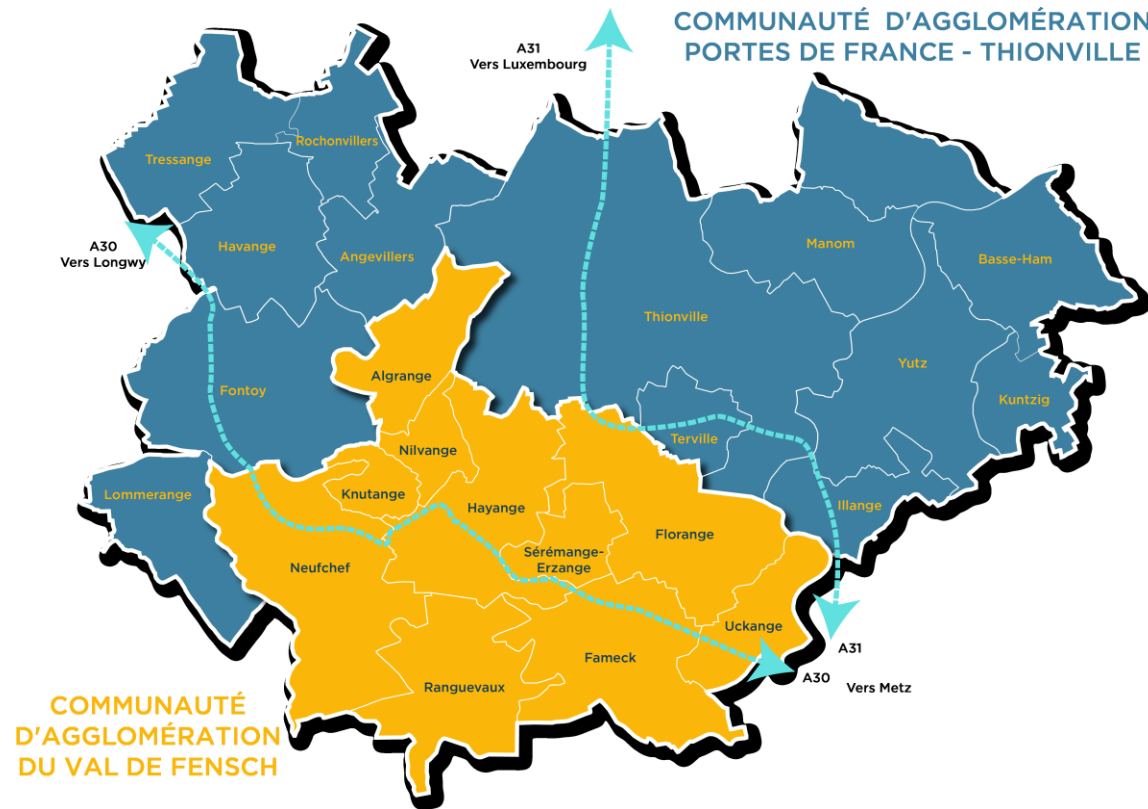 COMMUNAUTÉ D'AGGLOMÉRATION
PORTES DE FRANCE - THIONVILLE
A31
Vers Luxembourg
Rochonvillers
Tressange
A30
Vers Longwy
Havange
Angevillers
Manom
Basse-Ham
Thionville
Yutz
Algrange
Fontoy
Kuntzig
Terville
Nilvange
Knutange
Lommerange
Hayange
Illange
Florange
Sérémange-
Erzange
Neufchef
Uckange
A31
Fameck
A30
Vers Metz
Ranguevaux
COMMUNAUTÉ
D'AGGLOMÉRATION
DU VAL DE FENSCH